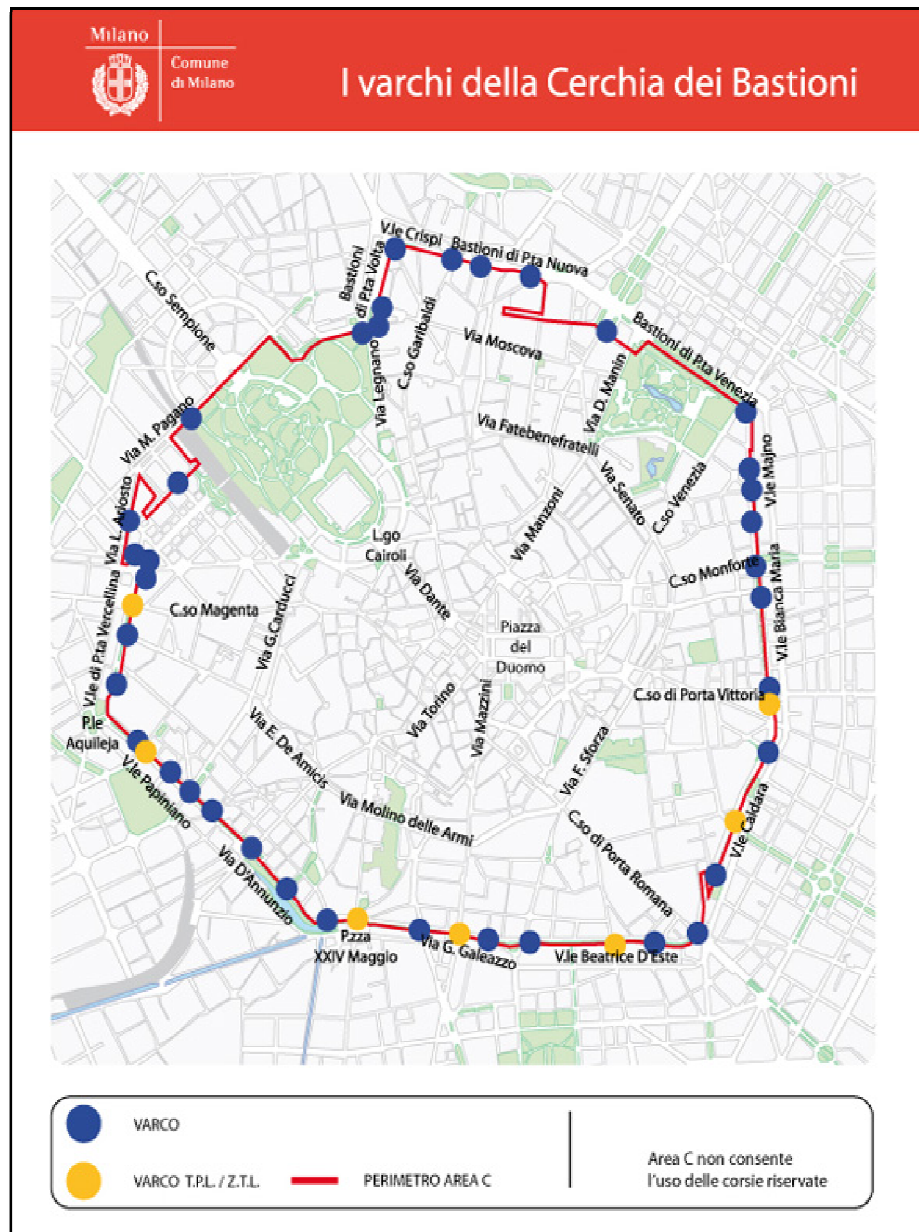 Milano
Comune
di Milano
I varchi della Cerchia dei Bastioni
V.le Crispi
Bastioni di P.ta Nuova
Bastioni
di P.ta Volta
C.so Sempione
C.so Garibaldi
Via Legnano
Via Moscova
Bastioni di P.ta Venezia
Via D. Manin
Via M. Pagano
Via Fatebenefratelli
V.le Majno
Via Senato
C.so Venezia
Via L. Ariosto
Via Manzoni
L.go
Cairoli
C.so Monforte
Via Dante
V.le Bianca Maria
C.so Magenta
Via G.Carducci
V.le di P.ta Vercellina
Piazza
del
Duomo
C.so di Porta Vittoria
Via Torino
Via Mazzini
P.le
Aquileja
Via E. De Amicis
Via F. Sforza
V.le Papiniano
Via Molino delle Armi
V.le Caldara
C.so di Porta Romana
Via D'Annunzio
P.zza
XXIV Maggio
Via G. Galeazzo
V.le Beatrice D'Este
VARCO
VARCO T.P.L. / Z.T.L.
PERIMETRO AREA C
Area C non consente
l'uso delle corsie riservate